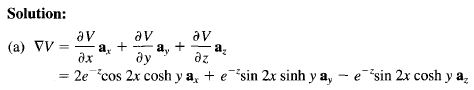 Solution:
(a) ∇V = ∂V/∂x a_x + ∂V/∂y a_y + ∂V/∂z a_z
= 2e^{-z}cos 2x cosh y a_x + e^{-z}sin 2x sinh y a_y − e^{-z}sin 2x cosh y a_z